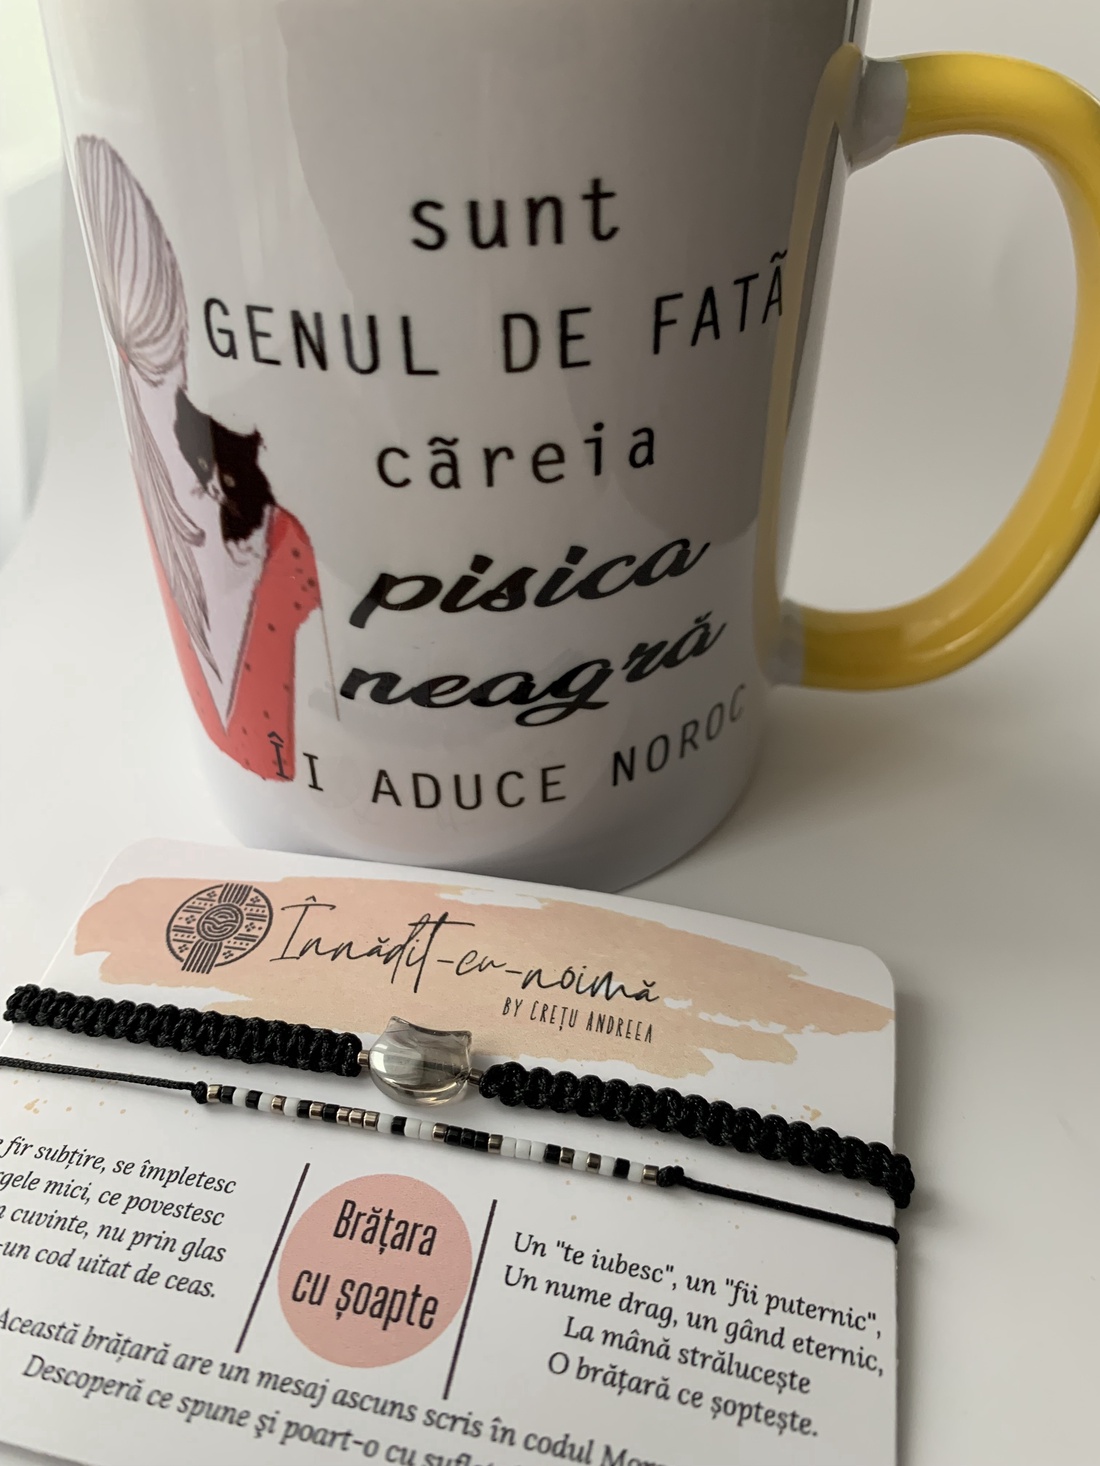 sunt
GENUL DE FATÃ
cãreia
pisica
neagră
ÎI ADUCE NOROC
Înnădit-cu-noimă
BY CREȚU ANDREEA
fir subțire, se împletesc
mici, ce povestesc
cuvinte, nu prin glas
un cod uitat de ceas.
Brățara
cu șoapte
Un "te iubesc", un "fii puternic",
Un nume drag, un gând eternic,
La mână strălucește
O brățară ce șoptește.
Această brățară are un mesaj ascuns scris în codul
Descoperă ce spune și poart-o cu